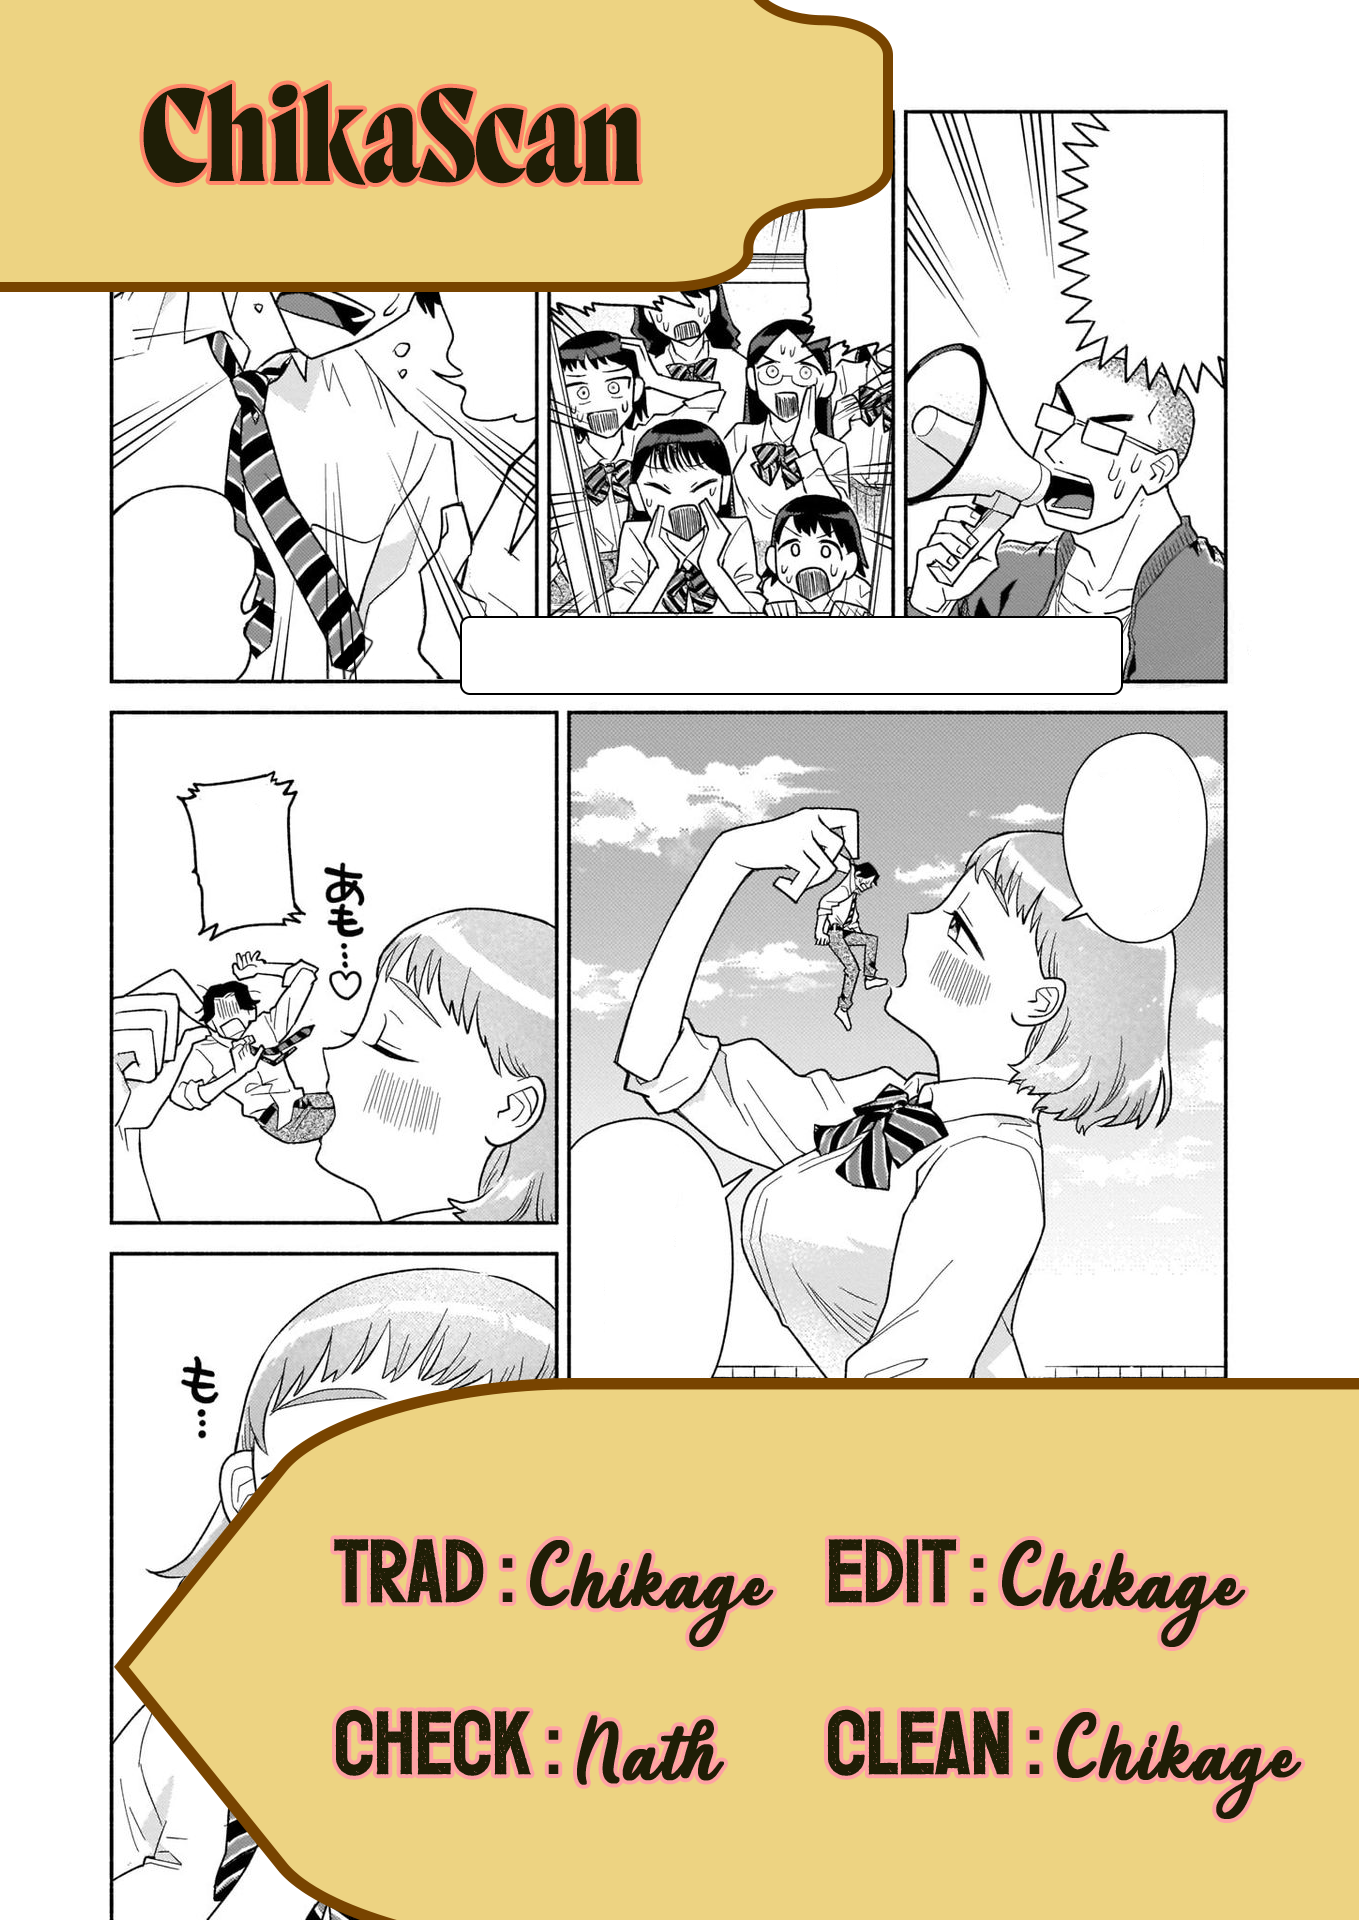 ChikaScan
あも…♡
も…
TRAD : Chikage
EDIT : Chikage
CHECK : Nath
CLEAN : Chikage